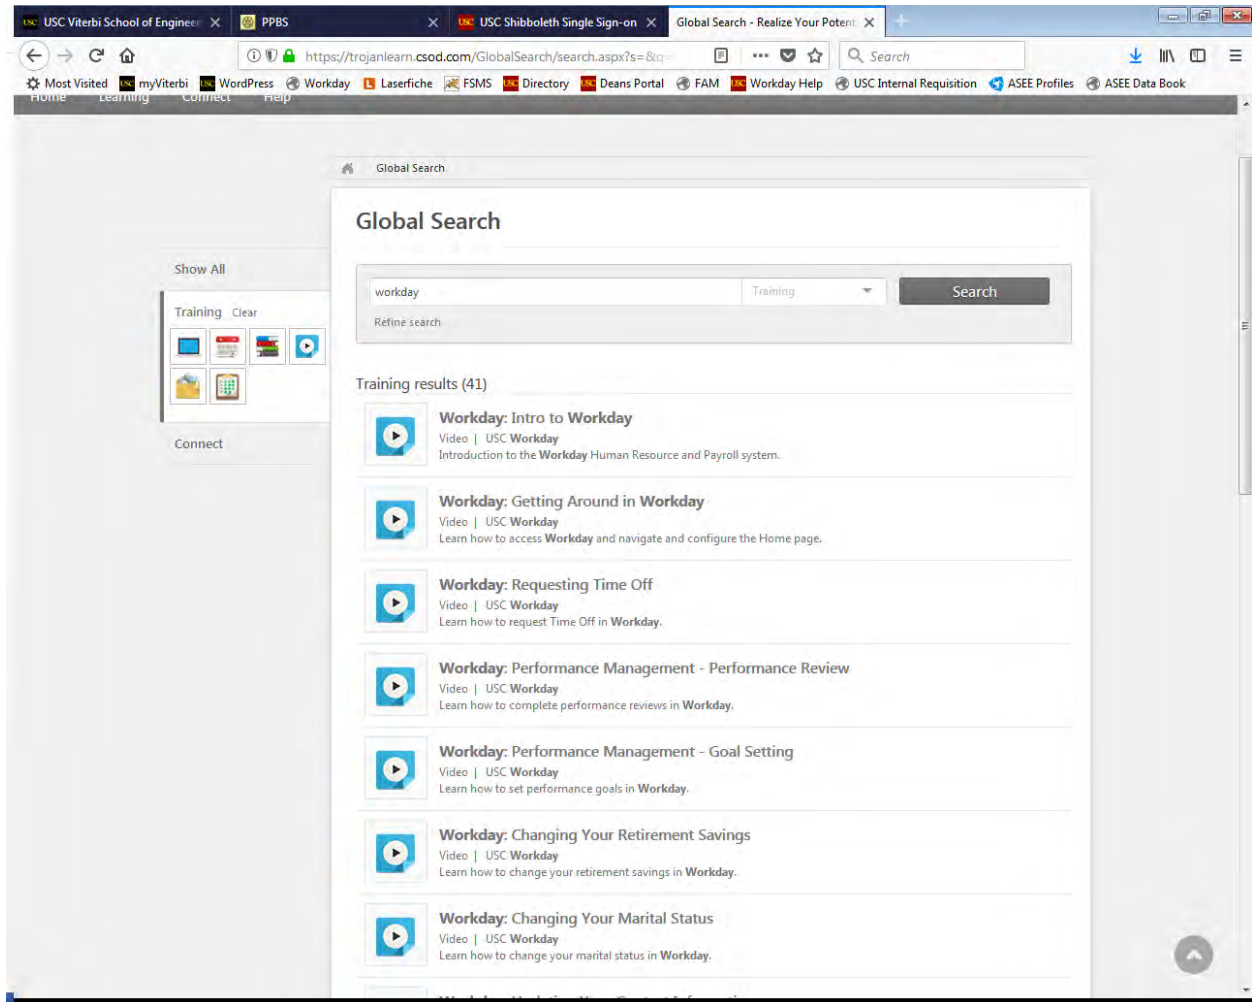 USC Viterbi School of Engineer
PPBS
USC Shibboleth Single Sign-on
Global Search - Realize Your Potent
https://trojanlearn.csod.com/GlobalSearch/search.aspx?s=&q=
Search
Most Visited
myViterbi
WordPress
Workday
Laserfiche
FSMS
Directory
Deans Portal
FAM
Workday Help
USC Internal Requisition
ASEE Profiles
ASEE Data Book
Home
Learning
Connect
Help
Global Search
Global Search
Show All
Training Clear
Connect
workday
Training
Search
Refine search
Training results (41)
Workday: Intro to Workday
Video | USC Workday
Introduction to the Workday Human Resource and Payroll system.
Workday: Getting Around in Workday
Video | USC Workday
Learn how to access Workday and navigate and configure the Home page.
Workday: Requesting Time Off
Video | USC Workday
Learn how to request Time Off in Workday.
Workday: Performance Management - Performance Review
Video | USC Workday
Learn how to complete performance reviews in Workday.
Workday: Performance Management - Goal Setting
Video | USC Workday
Learn how to set performance goals in Workday.
Workday: Changing Your Retirement Savings
Video | USC Workday
Learn how to change your retirement savings in Workday.
Workday: Changing Your Marital Status
Video | USC Workday
Learn how to change your marital status in Workday.